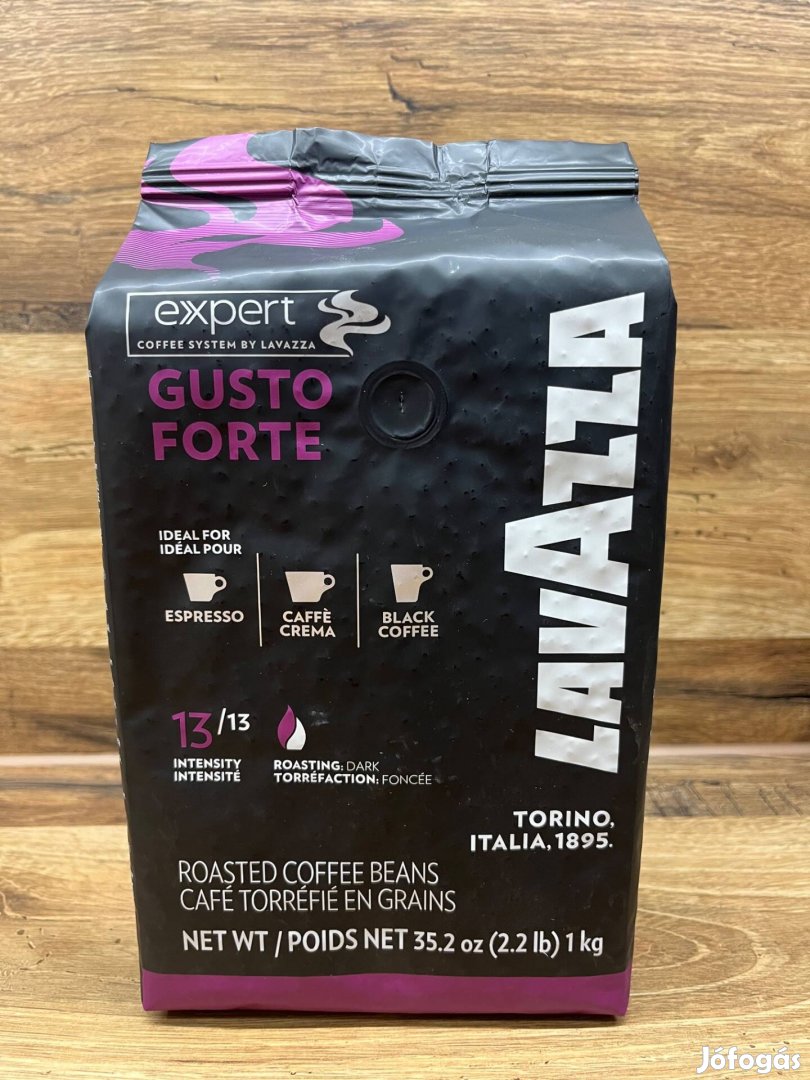 expert
COFFEE SYSTEM BY LAVAZZA
GUSTO
FORTE
LAVAZZA
IDEAL FOR
IDÉAL POUR
ESPRESSO
CAFFÈ
CREMA
BLACK
COFFEE
13/13
INTENSITY
INTENSITÉ
ROASTING: DARK
TORRÉFACTION: FONCÉE
TORINO,
ITALIA, 1895.
ROASTED COFFEE BEANS
CAFÉ TORRÉFIÉ EN GRAINS
NET WT / POIDS NET 35.2 oz (2.2 lb) 1 kg
Jófogás